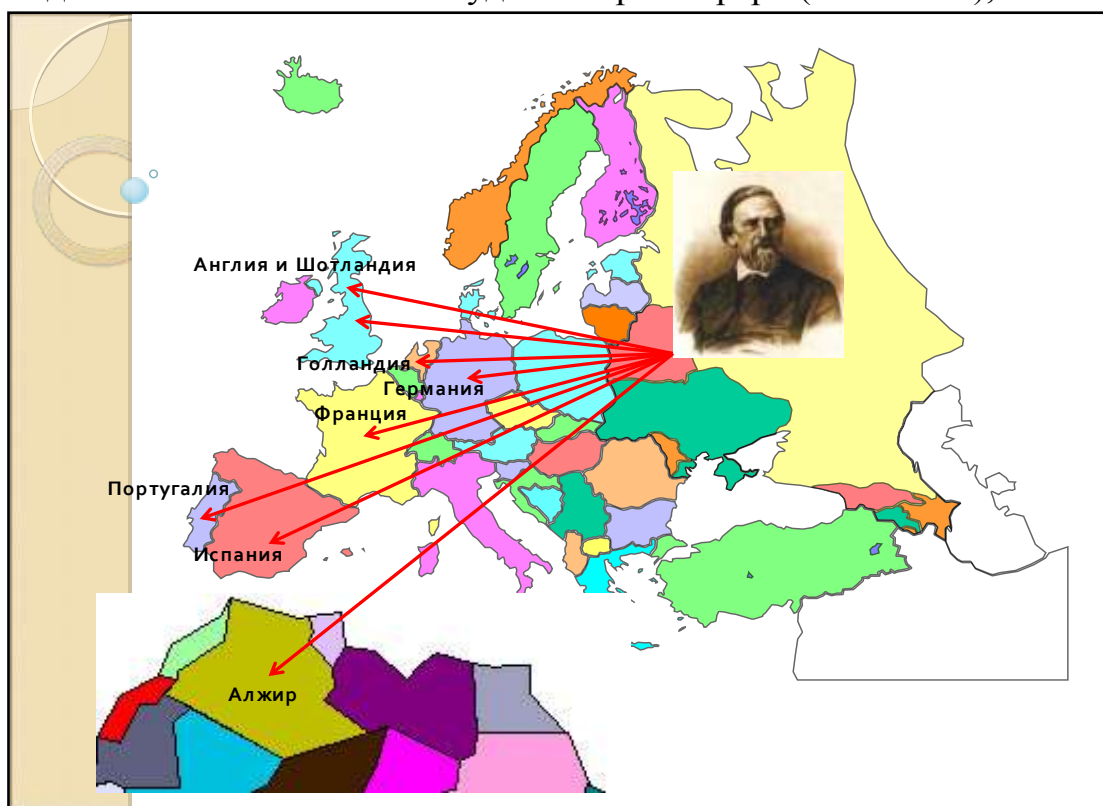 Англия и Шотландия
Голландия
Германия
Франция
Португалия
Испания
Алжир